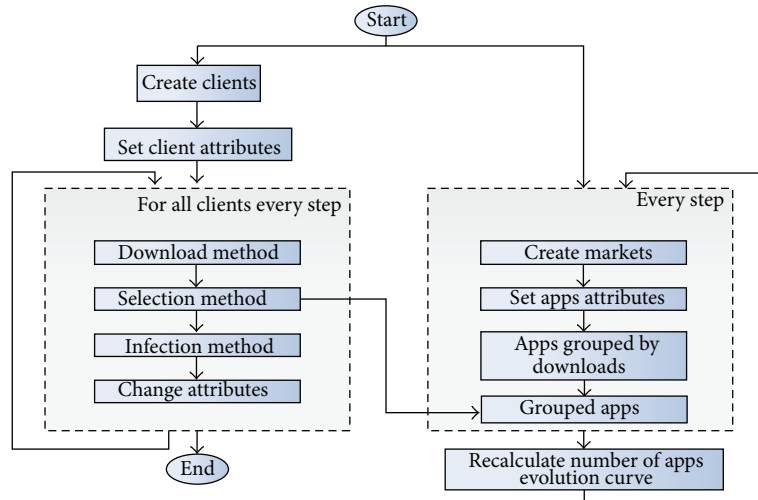 Start
Create clients
Set client attributes
For all clients every step
Download method
Selection method
Infection method
Change attributes
End
Every step
Create markets
Set apps attributes
Apps grouped by
downloads
Grouped apps
Recalculate number of apps
evolution curve